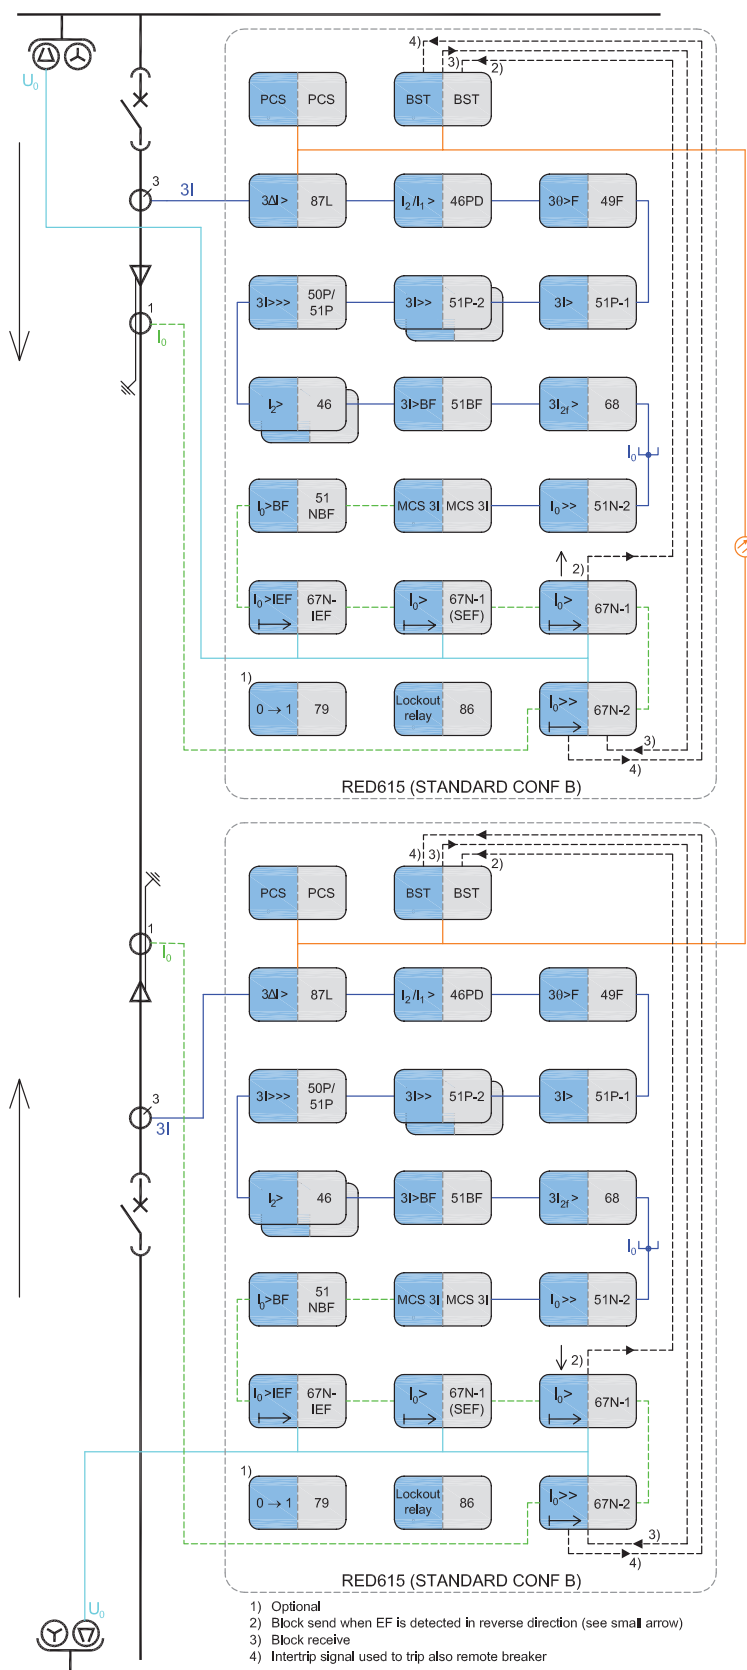 4)
3)
2)
U₀
PCS PCS
BST BST
3
3I
3ΔI> 87L
I₂/I₁> 46PD
3θ>F 49F
1
I₀
3I>>> 50P/
51P
3I>> 51P-2
3I> 51P-1
I₂> 46
3I>BF 51BF
3I₂f> 68
I₀
I₀>BF 51
NBF
MCS 3I MCS 3I
I₀>> 51N-2
2)
I₀>IEF 67N-
IEF
I₀> 67N-1
(SEF)
I₀> 67N-1
1)
0 → 1 79
Lockout
relay 86
I₀>> 67N-2
3)
4)
RED615 (STANDARD CONF B)
4) 3)
2)
PCS PCS
BST BST
1
I₀
3ΔI> 87L
I₂/I₁> 46PD
3θ>F 49F
3
3I
3I>>> 50P/
51P
3I>> 51P-2
3I> 51P-1
I₂> 46
3I>BF 51BF
3I₂f> 68
I₀
I₀>BF 51
NBF
MCS 3I MCS 3I
I₀>> 51N-2
2)
I₀>IEF 67N-
IEF
I₀> 67N-1
(SEF)
I₀> 67N-1
1)
0 → 1 79
Lockout
relay 86
I₀>> 67N-2
3)
4)
RED615 (STANDARD CONF B)
U₀
1) Optional
2) Block send when EF is detected in reverse direction (see small arrow)
3) Block receive
4) Intertrip signal used to trip also remote breaker